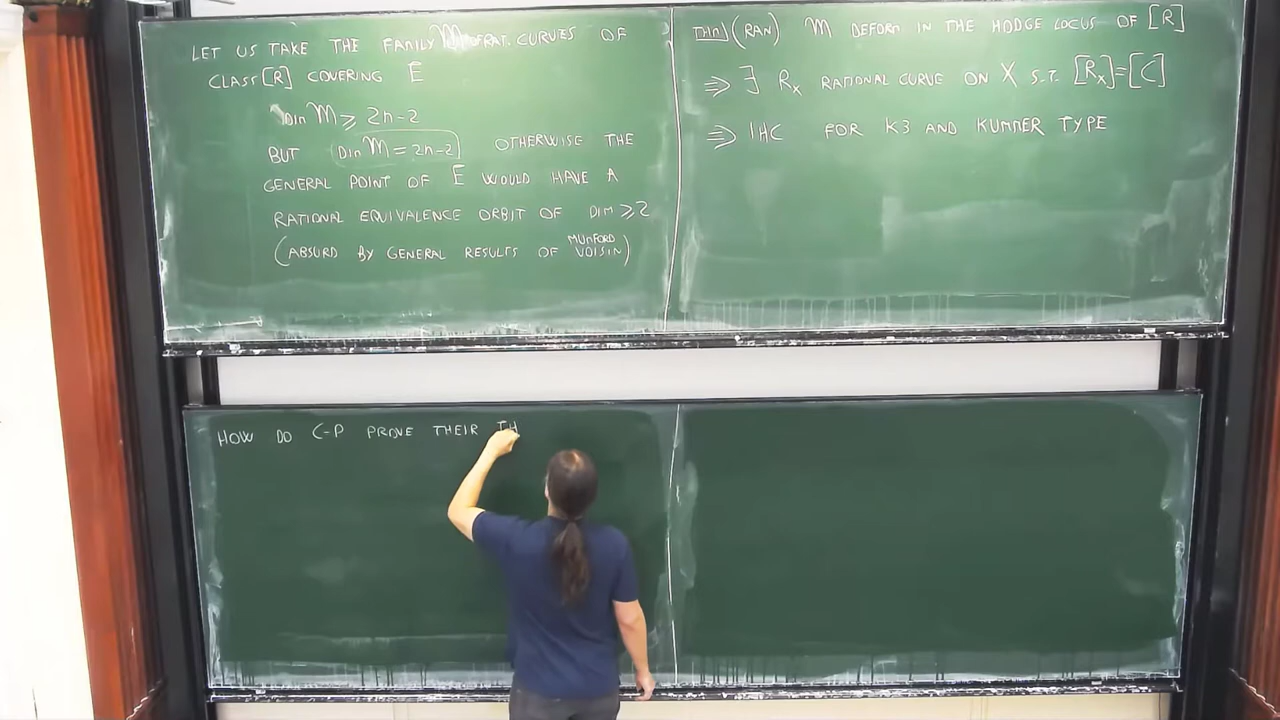 LET US TAKE THE FAMILY M OF RAT. CURVES OF
CLASS [R] COVERING E
DIM M ⩾ 2n-2
BUT DIM M = 2n-2 OTHERWISE THE
GENERAL POINT OF E WOULD HAVE A
RATIONAL EQUIVALENCE ORBIT OF DIM ⩾ 2
(ABSURD BY GENERAL RESULTS OF MUMFORD VOISIN)
THM (RAN) M DEFORM IN THE HODGE LOCUS OF [R]
⇒ ∃ Rx RATIONAL CURVE ON X S.T. [Rx]=[C]
⇒ IHC FOR K3 AND KUMMER TYPE
HOW DO C-P PROVE THEIR TH